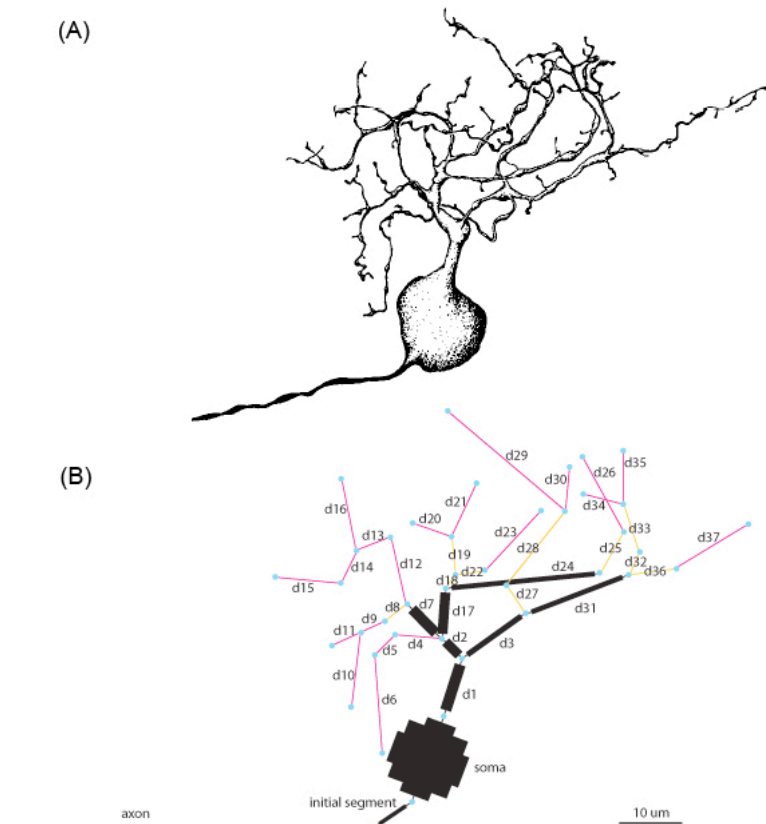 (A)
(B)
d29
d26
d35
d30
d16
d21
d34
d20
d23
d33
d37
d13
d28
d19
d12
d25
d24
d32
d14
d22
d36
d15
d18
d27
d8
d7
d17
d31
d9
d11
d2
d3
d4
d5
d10
d6
d1
soma
initial segment
axon
10 um